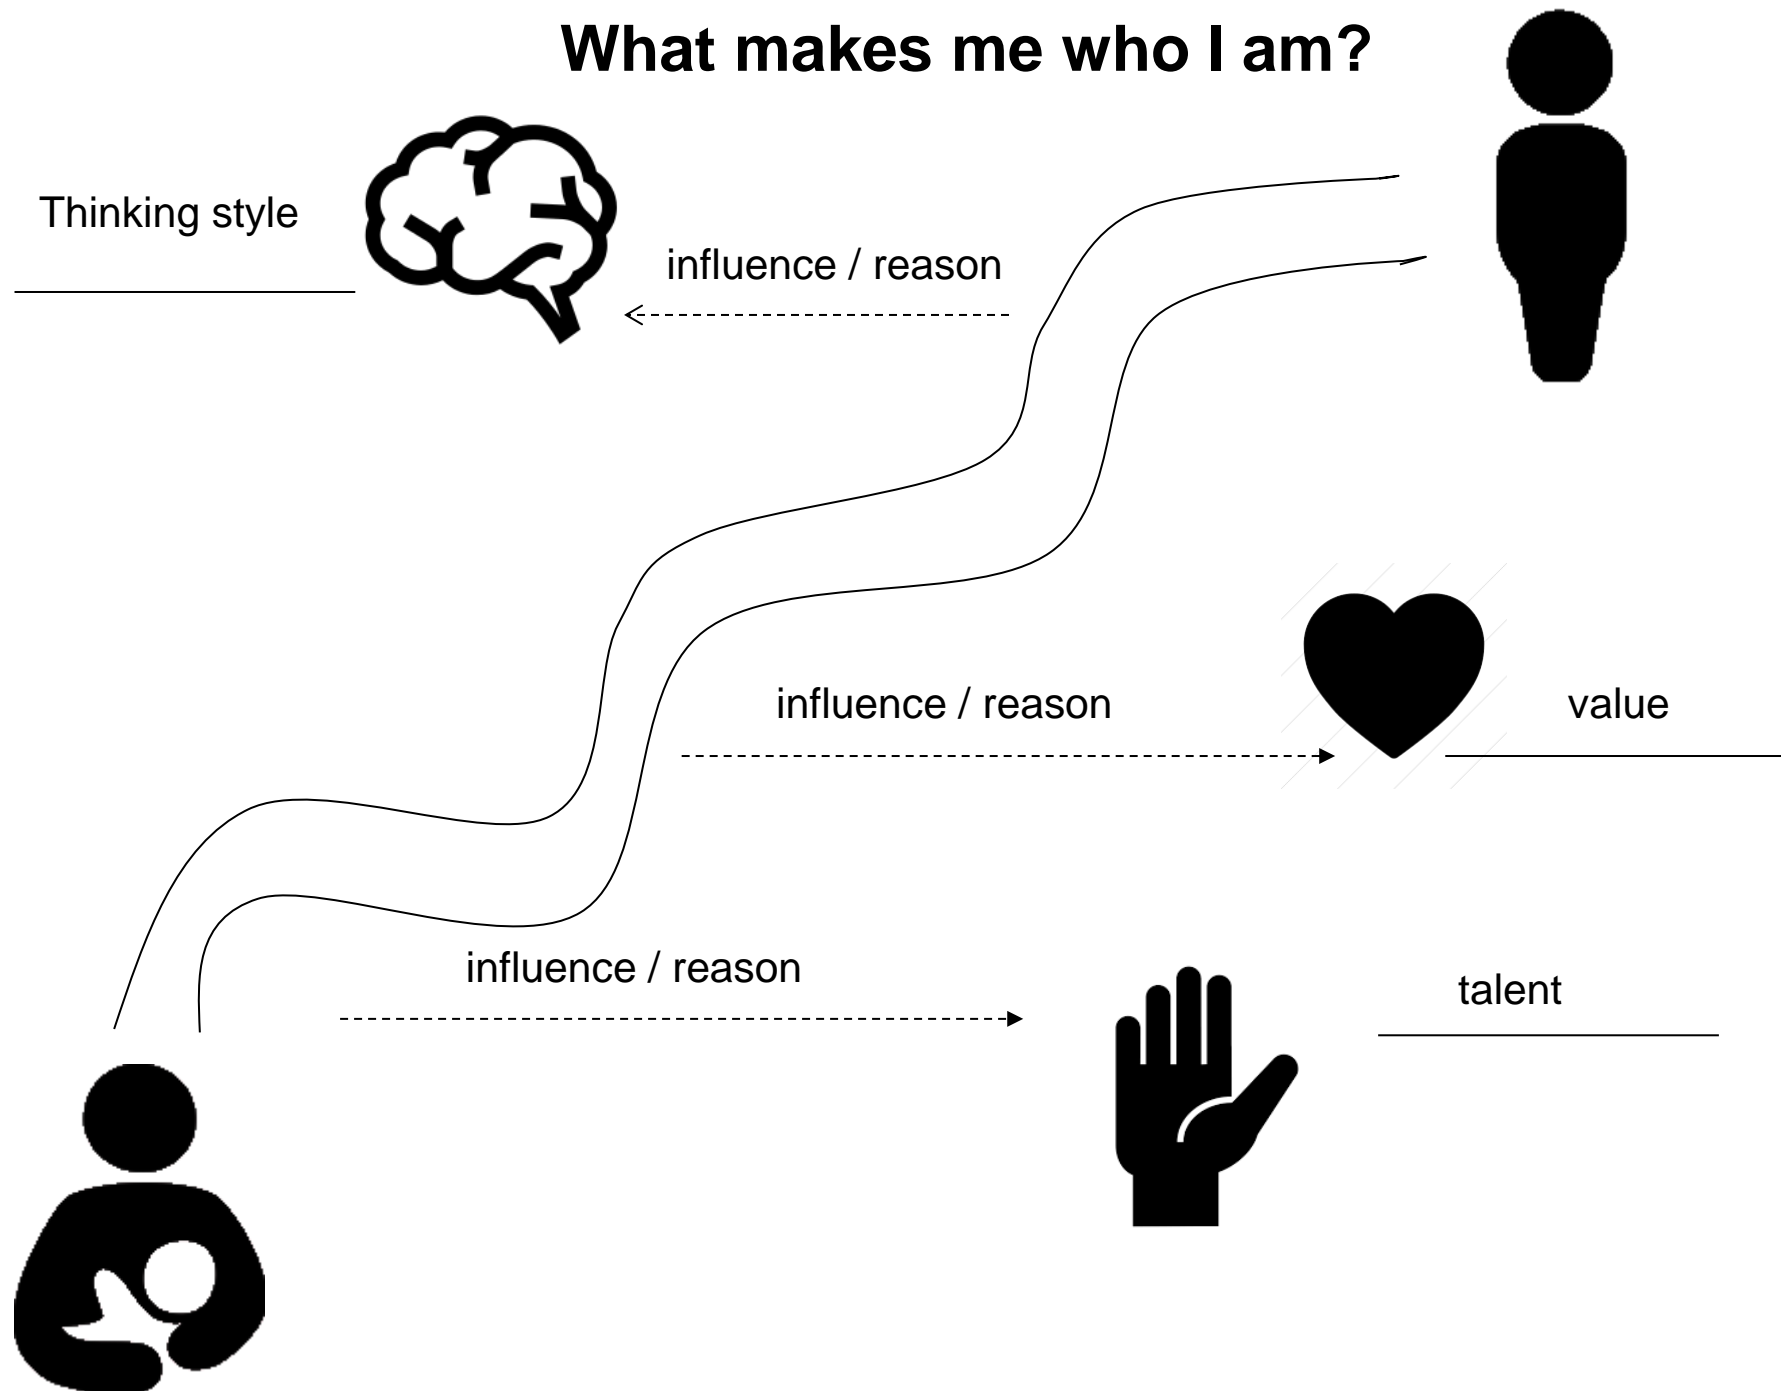 What makes me who I am?
Thinking style
influence / reason
influence / reason
value
influence / reason
talent